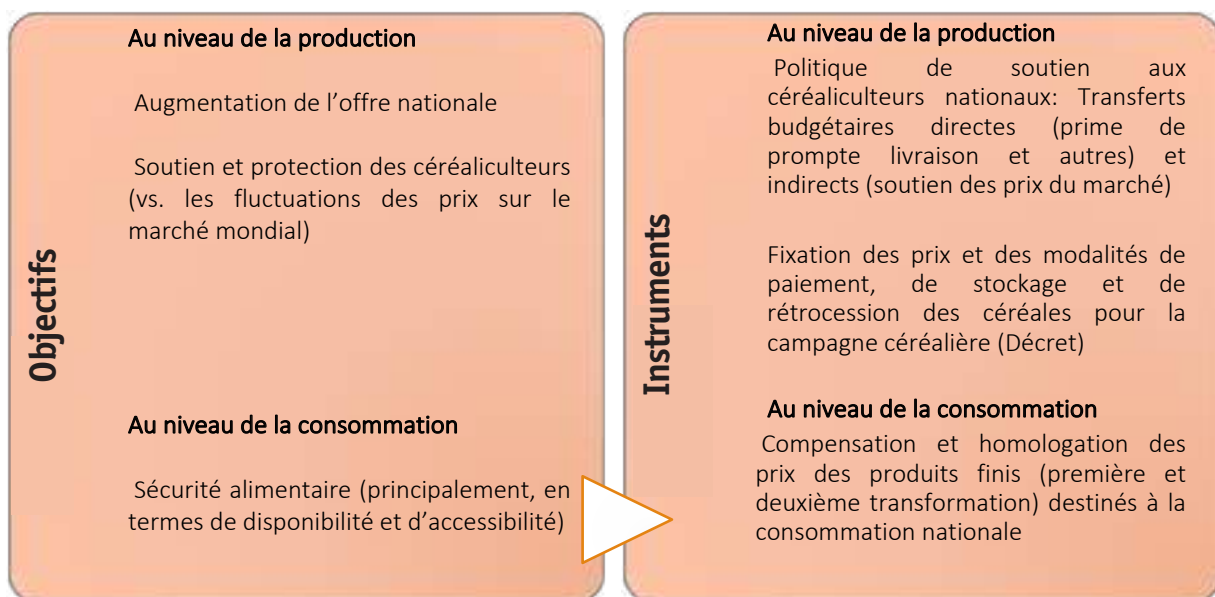 Objectifs
Au niveau de la production
Augmentation de l’offre nationale
Soutien et protection des céréaliculteurs
(vs. les fluctuations des prix sur le
marché mondial)
Au niveau de la consommation
Sécurité alimentaire (principalement, en
termes de disponibilité et d’accessibilité)
Instruments
Au niveau de la production
Politique de soutien aux
céréaliculteurs nationaux: Transferts
budgétaires directes (prime de
prompte livraison et autres) et
indirects (soutien des prix du marché)
Fixation des prix et des modalités de
paiement, de stockage et de
rétrocession des céréales pour la
campagne céréalière (Décret)
Au niveau de la consommation
Compensation et homologation des
prix des produits finis (première et
deuxième transformation) destinés à la
consommation nationale